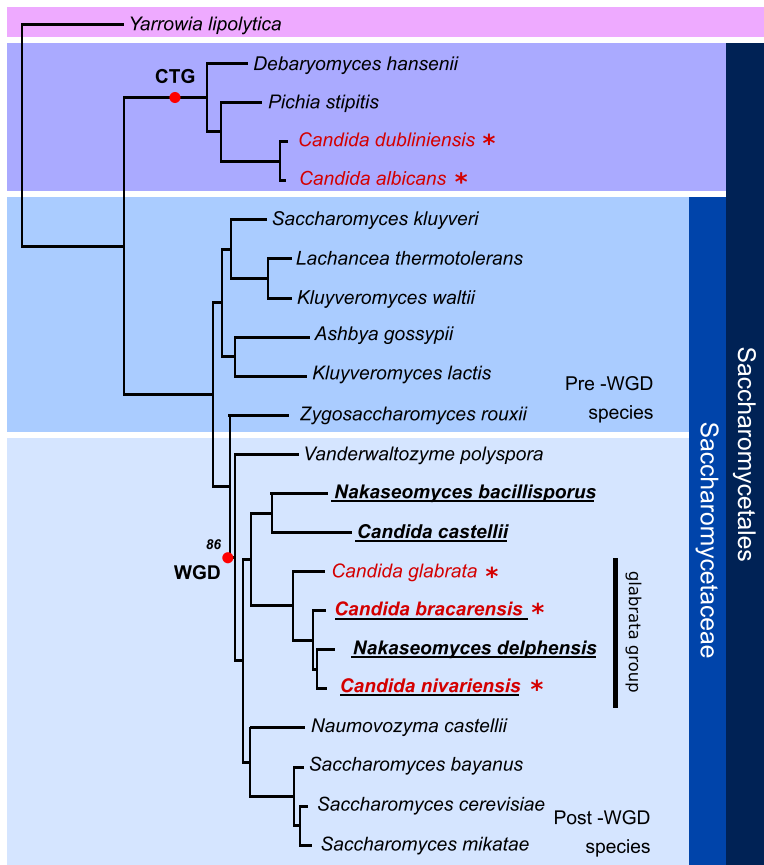 Yarrowia lipolytica
Debaryomyces hansenii
CTG
Pichia stipitis
Candida dubliniensis *
Candida albicans *
Saccharomyces kluyveri
Lachancea thermotolerans
Kluyveromyces waltii
Ashbya gossypii
Kluyveromyces lactis
Pre -WGD
species
Zygosaccharomyces rouxii
Vanderwaltozyme polyspora
Nakaseomyces bacillisporus
Candida castellii
86
WGD
Candida glabrata *
Candida bracarensis *
Nakaseomyces delphensis
Candida nivariensis *
glabrata group
Naumovozyma castellii
Saccharomyces bayanus
Saccharomyces cerevisiae
Saccharomyces mikatae
Post -WGD
species
Saccharomycetaceae
Saccharomycetales